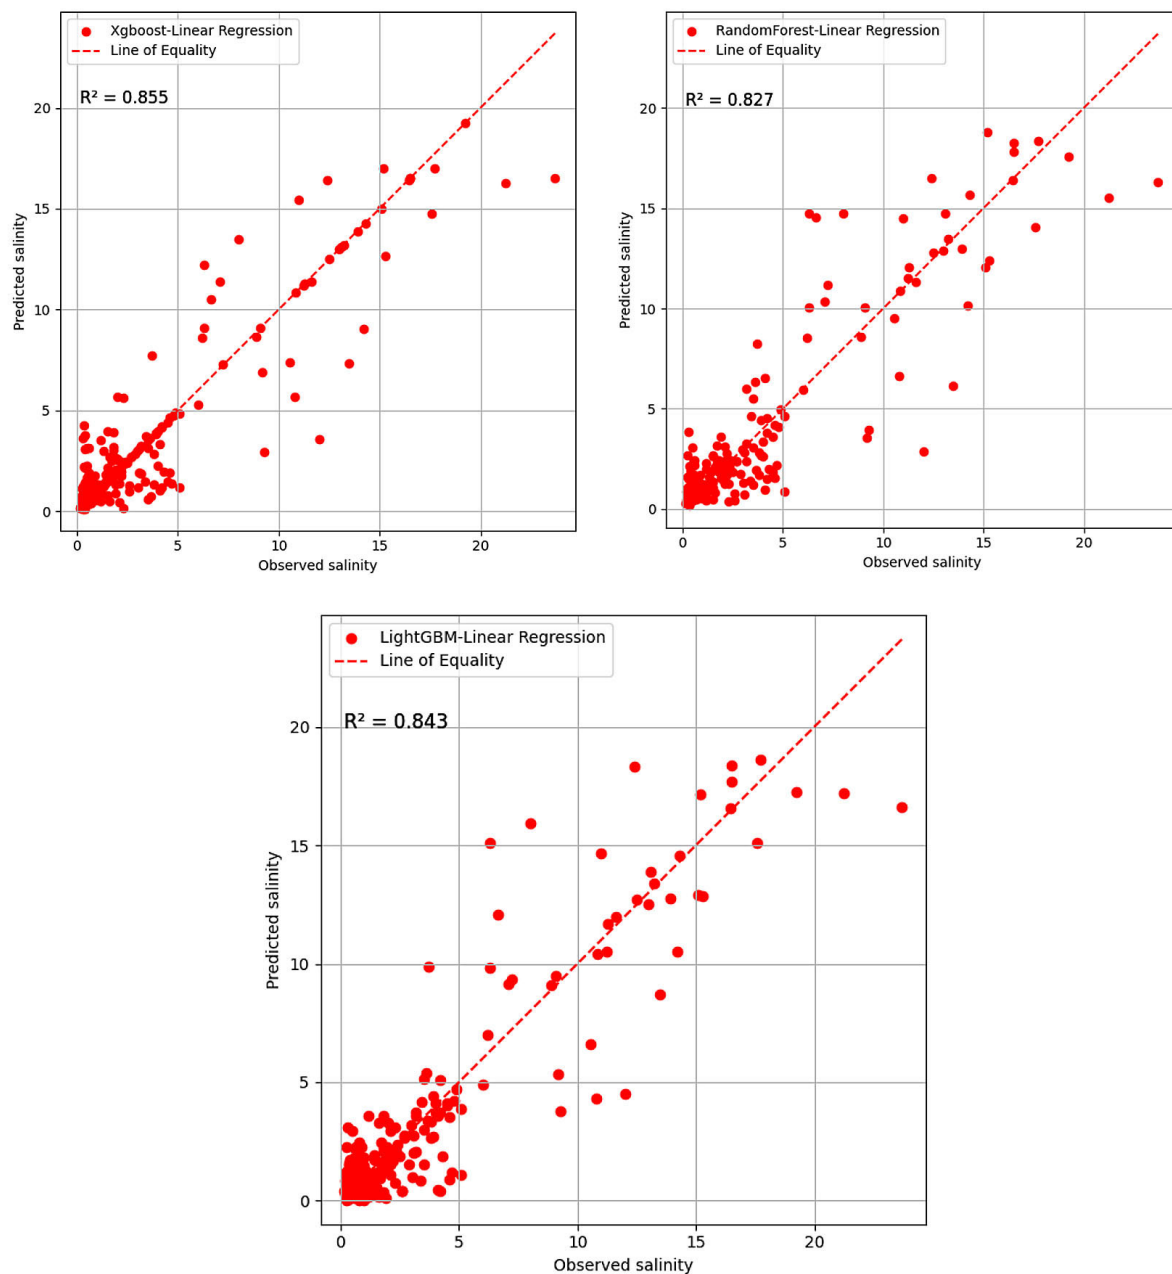 Xgboost-Linear Regression
Line of Equality
R² = 0.855
20
15
10
5
0
Predicted salinity
0 5 10 15 20
Observed salinity
RandomForest-Linear Regression
Line of Equality
R² = 0.827
20
15
10
5
0
Predicted salinity
0 5 10 15 20
Observed salinity
LightGBM-Linear Regression
Line of Equality
R² = 0.843
20
15
10
5
0
Predicted salinity
0 5 10 15 20
Observed salinity